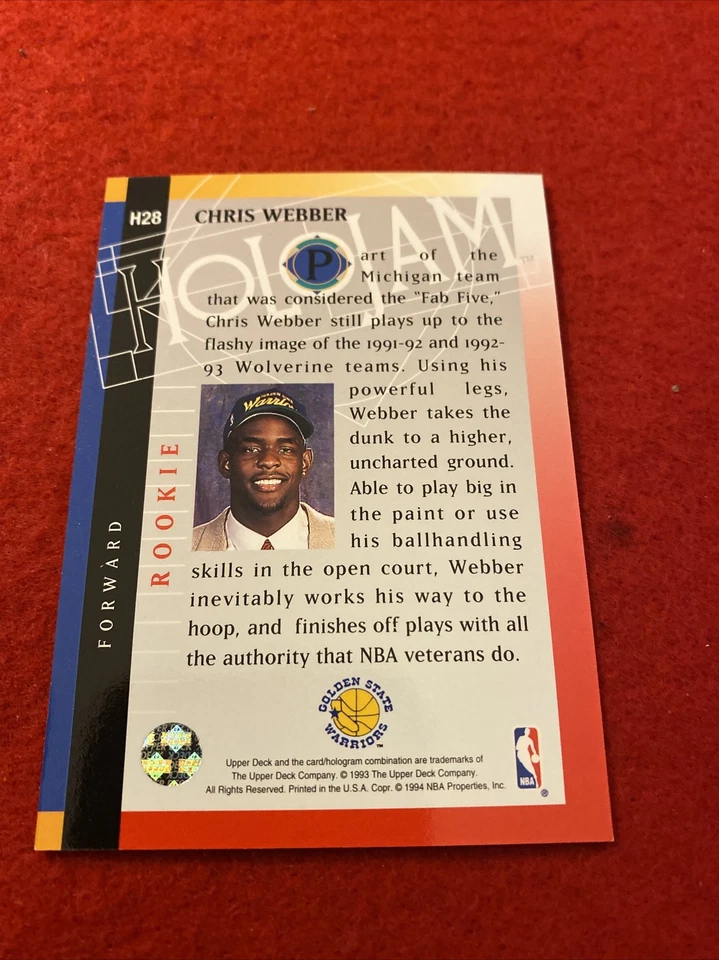 H28 CHRIS WEBBER
HOLOJAM™
Part of the
Michigan team
that was considered the "Fab Five,"
Chris Webber still plays up to the
flashy image of the 1991-92 and 1992-
93 Wolverine teams. Using his
powerful legs,
Webber takes the
dunk to a higher,
uncharted ground.
Able to play big in
the paint or use
his ballhandling
skills in the open court, Webber
inevitably works his way to the
hoop, and finishes off plays with all
the authority that NBA veterans do.
Warriors
ROOKIE
FORWARD
GOLDEN STATE
WARRIORS™
Upper Deck and the card/hologram combination are trademarks of
The Upper Deck Company. © 1993 The Upper Deck Company.
All Rights Reserved. Printed in the U.S.A. Copr. © 1994 NBA Properties, Inc.
NBA
®